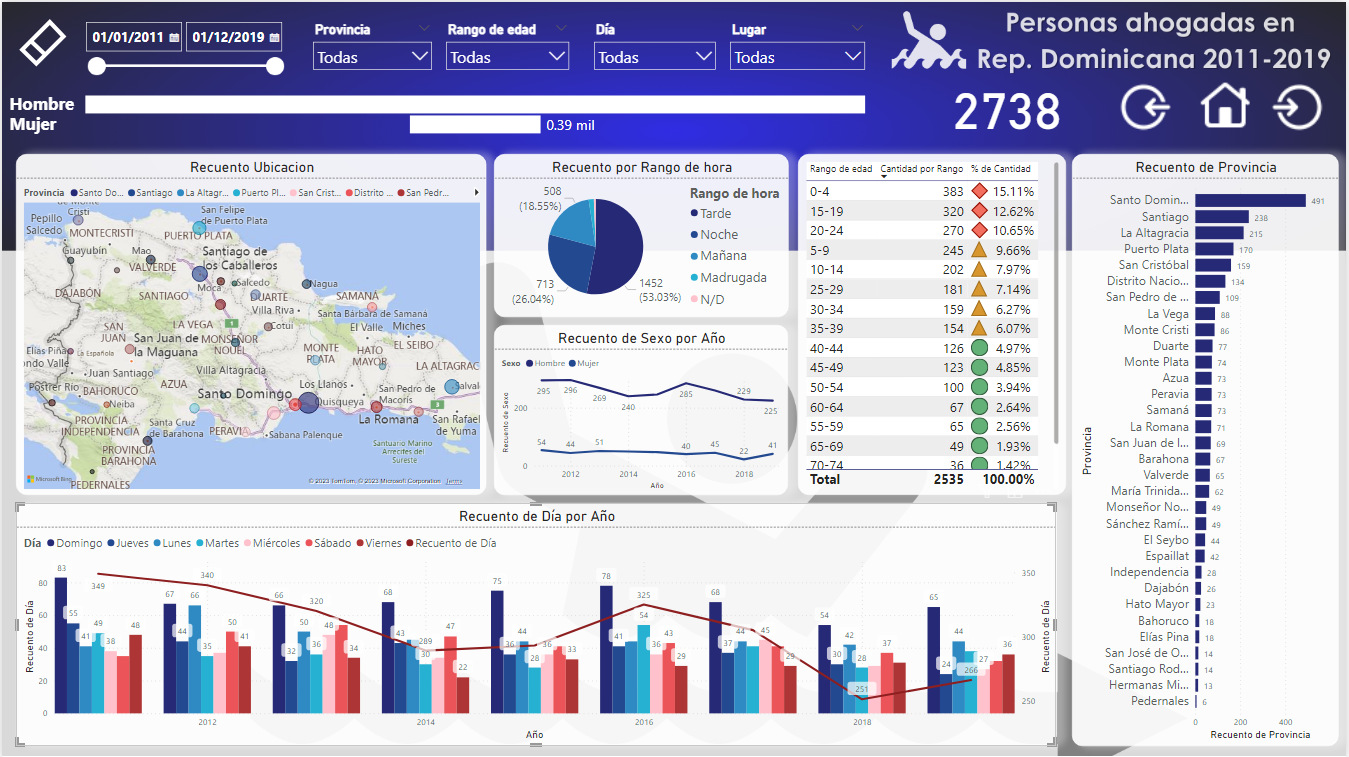 01/01/2011
01/12/2019
Provincia
Todas
Rango de edad
Todas
Día
Todas
Lugar
Todas
Personas ahogadas en
Rep. Dominicana 2011-2019
Hombre
Mujer
0.39 mil
2738
Recuento Ubicacion
Provincia Santo Do... Santiago La Altagr... Puerto Pl... San Crist... Distrito ... San Pedr...
Pepillo
Salcedo
Cristi
MONTECRISTI
San Felipe
de Puerto Plata
PUERTO PLATA
Guayubín
Mao
VALVERDE
Santiago de
los Caballeros
DAJABÓN
SANTIAGO
Moca
Salcedo
Nagua
DUARTE
Villa Riva
SAMANÁ
Santa Bárbara de Samaná
LA VEGA
Cotuí
El Valle
Miches
SAN
JUAN
Elías Piña
La Española
San Juan de
la Maguana
MONSEÑOR
NOUEL
MONTE
PLATA
HATO
MAYOR
EL SEIBO
LA ALTAGRAC
Juan Santiago
Villa Altagracia
Postrer Río
BAHORUCO
AZUA
Los Llanos
San Pedro de
Macorís
Salval
Neiba
Santo Domingo
Quisqueya
PROVINCIA
INDEPENDENCIA
Santa Cruz
de Barahona
PERAVIA
Sabana Palenque
La Romana
San Rafael
de Yuma
PROVINCIA
BARAHONA
Santuario Marino
Arrecifes del
Sureste
PEDERNALES
1
3
Microsoft Bing
© 2023 TomTom, © 2023 Microsoft Corporation Terms
Recuento por Rango de hora
508
(18.55%)
713
(26.04%)
1452
(53.03%)
Rango de hora
Tarde
Noche
Mañana
Madrugada
N/D
Recuento de Sexo por Año
Sexo Hombre Mujer
Recuento de Sexo
200
0
295 296 269 240 285 229 225
54 44 51 40 45 22 41
2012 2014 2016 2018
Año
Rango de edad Cantidad por Rango % de Cantidad
0-4 383 15.11%
15-19 320 12.62%
20-24 270 10.65%
5-9 245 9.66%
10-14 202 7.97%
25-29 181 7.14%
30-34 159 6.27%
35-39 154 6.07%
40-44 126 4.97%
45-49 123 4.85%
50-54 100 3.94%
60-64 67 2.64%
55-59 65 2.56%
65-69 49 1.93%
70-74 36 1.42%
Total 2535 100.00%
Recuento de Provincia
Provincia
Santo Domin... 491
Santiago 238
La Altagracia 215
Puerto Plata 170
San Cristóbal 159
Distrito Nacio... 134
San Pedro de ... 109
La Vega 88
Monte Cristi 86
Duarte 77
Monte Plata 74
Azua 73
Peravia 73
Samaná 73
La Romana 71
San Juan de l... 69
Barahona 67
Valverde 65
María Trinida... 62
Monseñor No... 49
Sánchez Ramí... 49
El Seybo 44
Espaillat 42
Independencia 28
Dajabón 26
Hato Mayor 23
Bahoruco 18
Elías Pina 18
San José de O... 14
Santiago Rod... 14
Hermanas Mi... 13
Pedernales 6
0 200 400
Recuento de Provincia
Recuento de Día por Año
Día Domingo Jueves Lunes Martes Miércoles Sábado Viernes Recuento de Día
Recuento de Día
80
60
40
20
0
83 55 41 49 38 48 349
67 44 66 35 50 41 340
66 32 50 36 48 34 320
68 43 30 47 22 289
75 36 44 28 36 33
78 41 54 36 43 29 325
68 37 44 45 29
54 30 42 28 37 251
65 24 44 27 36 266
350
300
250
Recuento de Día
2012 2014 2016 2018
Año